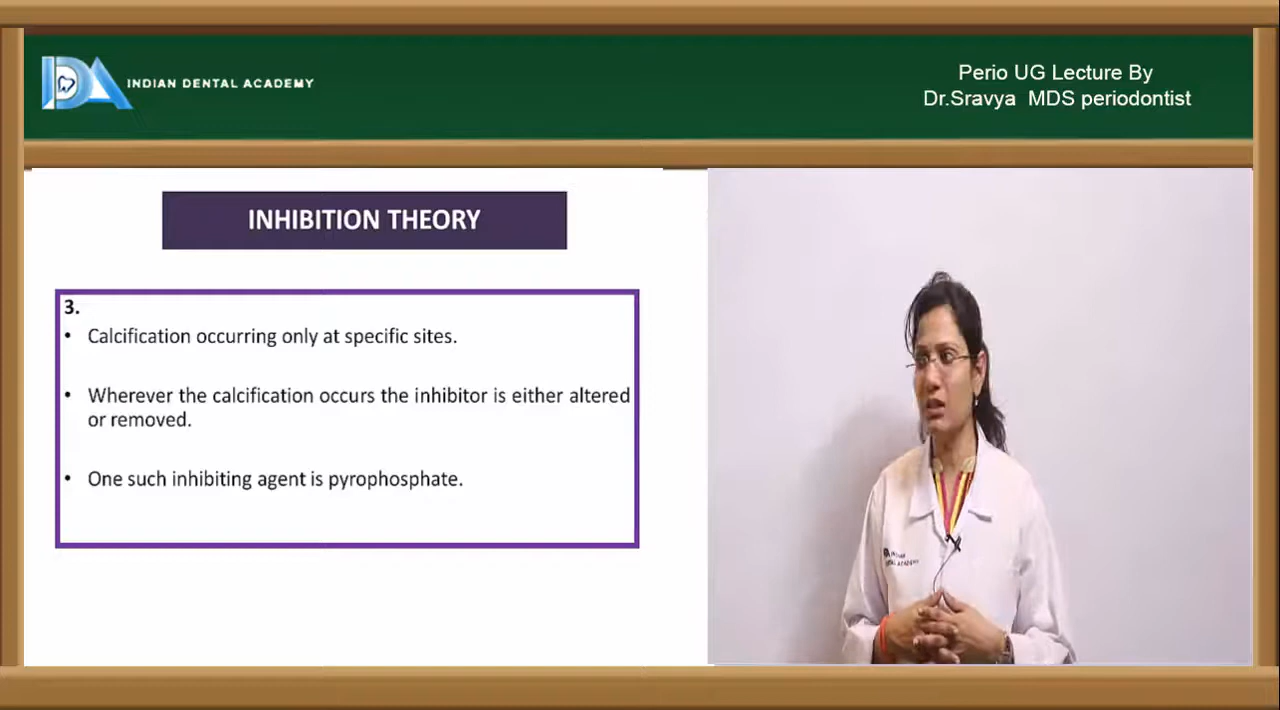 INDIAN DENTAL ACADEMY
Perio UG Lecture By
Dr.Sravya MDS periodontist
INHIBITION THEORY
3.
• Calcification occurring only at specific sites.
• Wherever the calcification occurs the inhibitor is either altered
or removed.
• One such inhibiting agent is pyrophosphate.